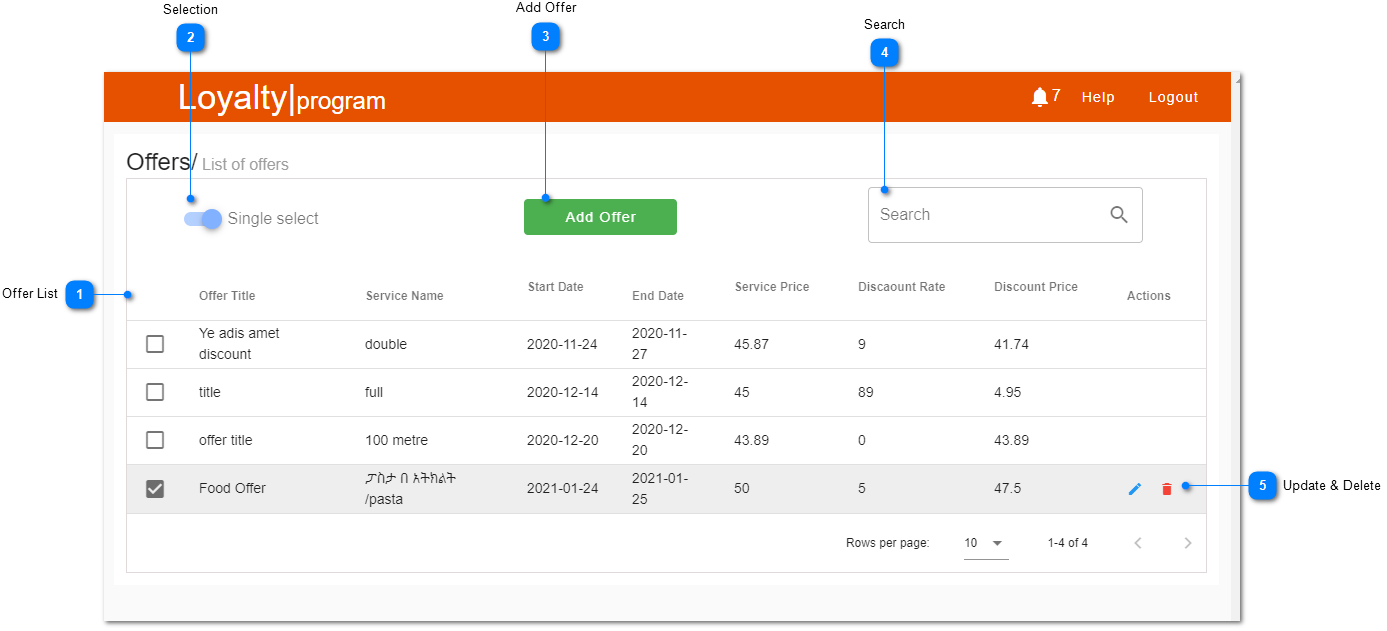 Selection
2
Add Offer
3
Search
4
Loyalty|program
7 Help Logout
Offers/ List of offers
Single select
Add Offer
Search
Offer List 1
Offer Title Service Name Start Date End Date Service Price Discaount Rate Discount Price Actions
Ye adis amet
discount
double
2020-11-24
2020-11-
27
45.87
9
41.74
title
full
2020-12-14
2020-12-
14
45
89
4.95
offer title
100 metre
2020-12-20
2020-12-
20
43.89
0
43.89
Food Offer
ፓስታ በ አትክልት
/pasta
2021-01-24
2021-01-
25
50
5
47.5
5 Update & Delete
Rows per page: 10 1-4 of 4